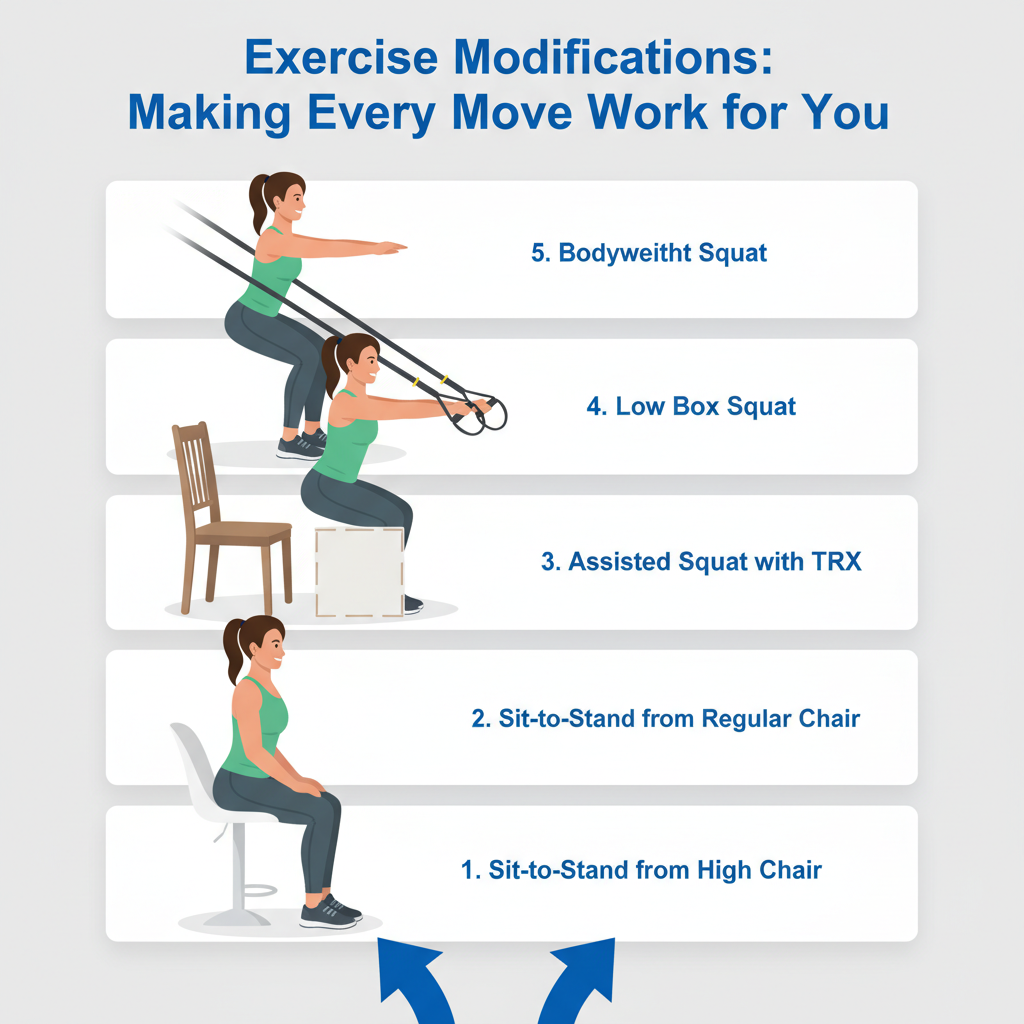 Exercise Modifications:
Making Every Move Work for You
5. Bodyweitht Squat
4. Low Box Squat
3. Assisted Squat with TRX
2. Sit-to-Stand from Regular Chair
1. Sit-to-Stand from High Chair